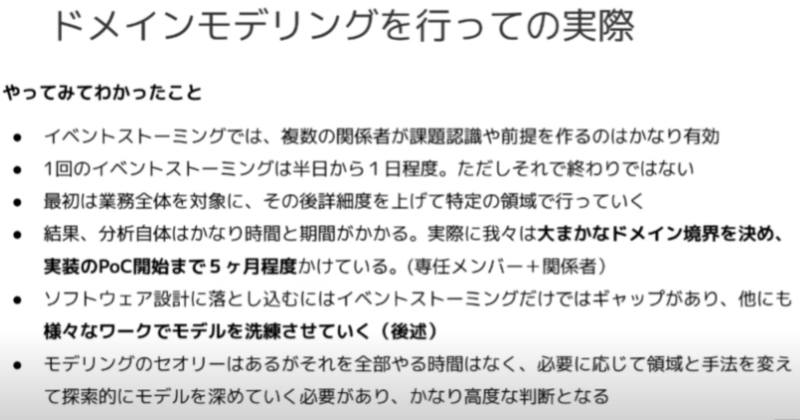 ドメインモデリングを行っての実際
やってみてわかったこと
● イベントストーミングでは、複数の関係者が課題認識や前提を作るのはかなり有効
● 1回のイベントストーミングは半日から１日程度。ただしそれで終わりではない
● 最初は業務全体を対象に、その後詳細度を上げて特定の領域で行っていく
● 結果、分析自体はかなり時間と期間がかかる。実際に我々は大まかなドメイン境界を決め、
実装のPoC開始まで５ヶ月程度かけている。(専任メンバー＋関係者）
● ソフトウェア設計に落とし込むにはイベントストーミングだけではギャップがあり、他にも
様々なワークでモデルを洗練させていく（後述）
● モデリングのセオリーはあるがそれを全部やる時間はなく、必要に応じて領域と手法を変え
て探索的にモデルを深めていく必要があり、かなり高度な判断となる